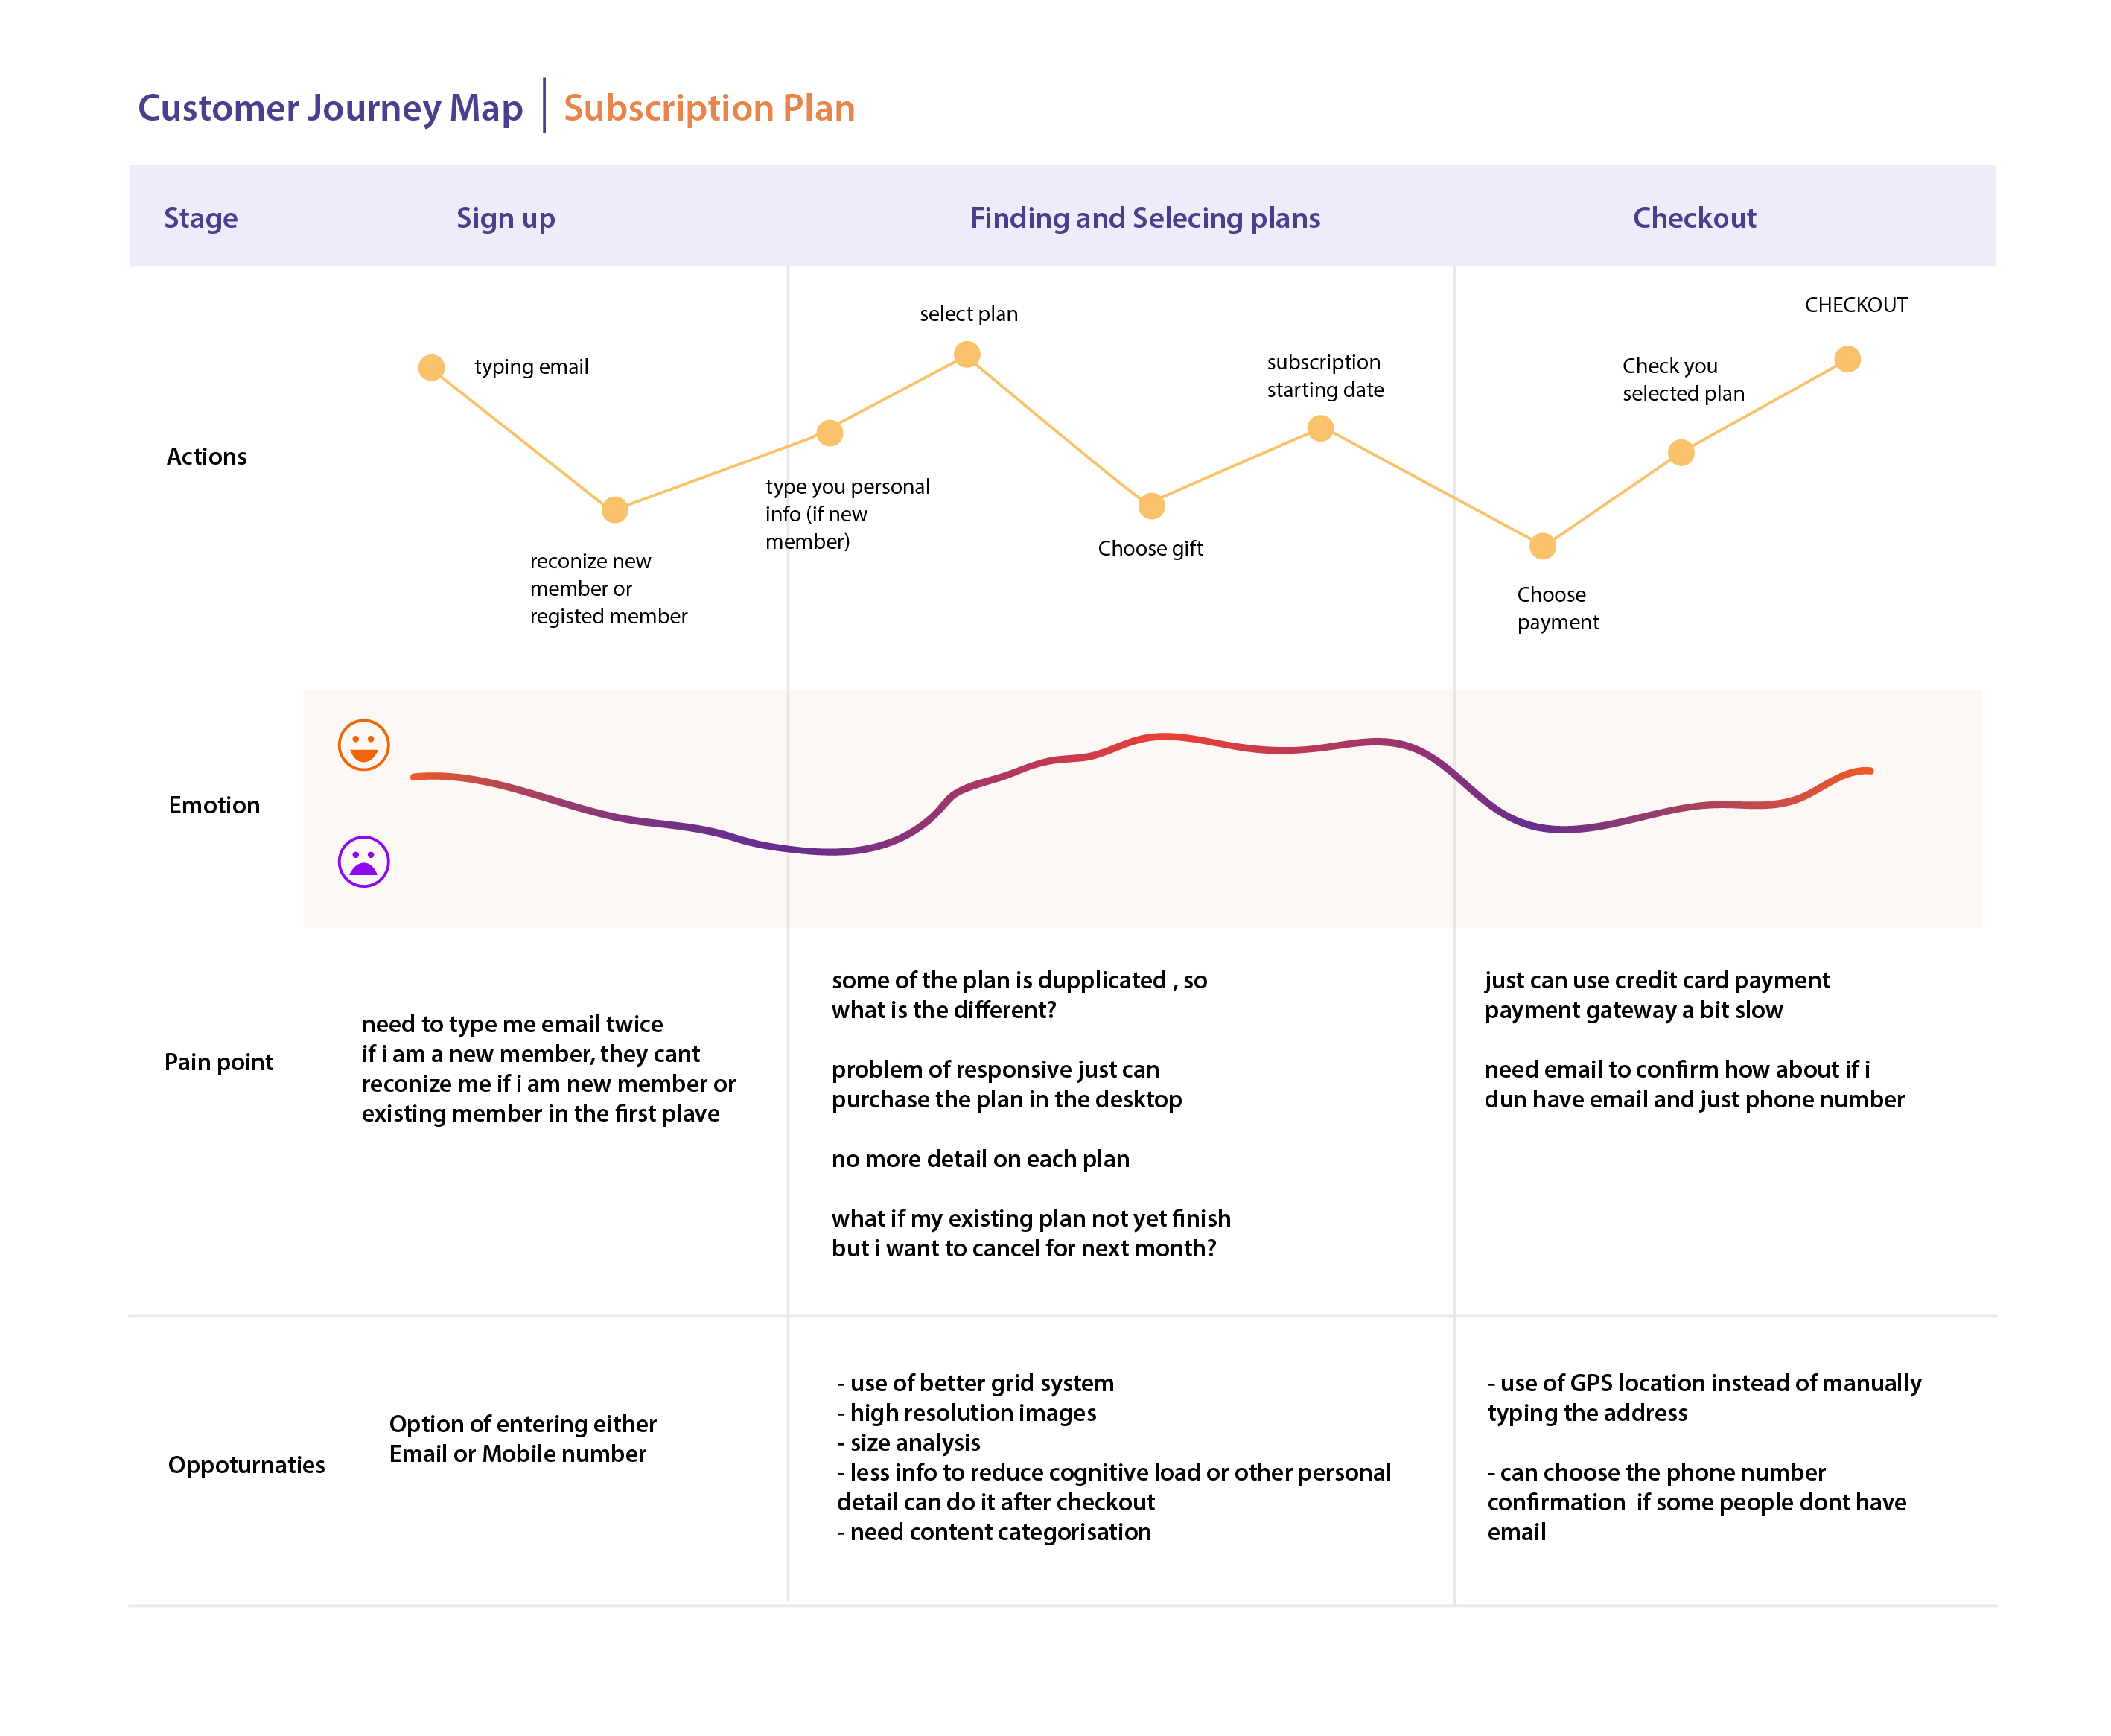 Customer Journey Map | Subscription Plan
Stage
Sign up
Finding and Selecing plans
Checkout
Actions
typing email
reconize new
member or
registed member
type you personal
info (if new
member)
select plan
Choose gift
subscription
starting date
Choose
payment
Check you
selected plan
CHECKOUT
Emotion
Pain point
need to type me email twice
if i am a new member, they cant
reconize me if i am new member or
existing member in the first plave
some of the plan is dupplicated , so
what is the different?
problem of responsive just can
purchase the plan in the desktop
no more detail on each plan
what if my existing plan not yet finish
but i want to cancel for next month?
just can use credit card payment
payment gateway a bit slow
need email to confirm how about if i
dun have email and just phone number
Oppoturnaties
Option of entering either
Email or Mobile number
- use of better grid system
- high resolution images
- size analysis
- less info to reduce cognitive load or other personal
detail can do it after checkout
- need content categorisation
- use of GPS location instead of manually
typing the address
- can choose the phone number
confirmation  if some people dont have
email